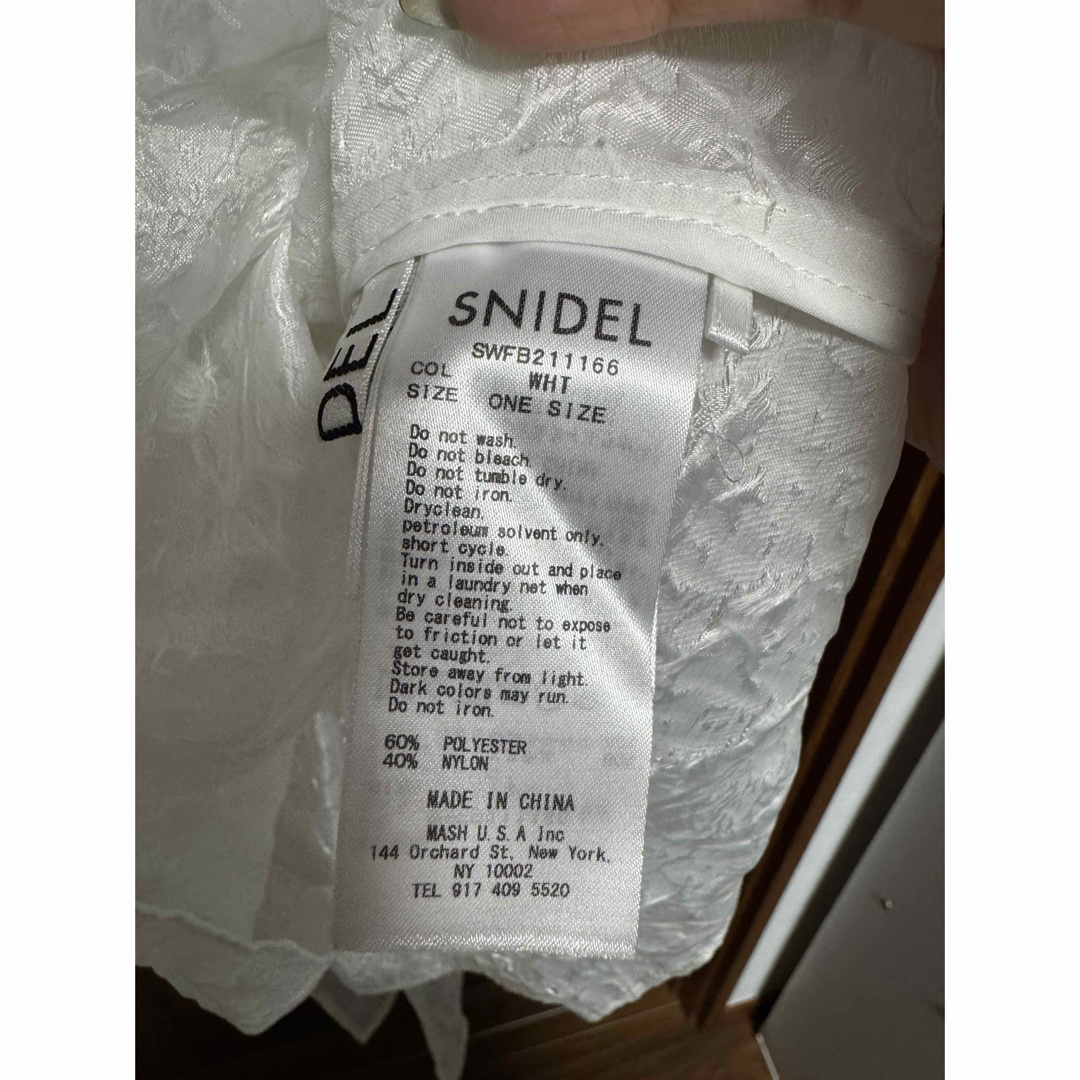 SNIDEL
SWFB211166
COL WHT
SIZE ONE SIZE
Do not wash.
Do not bleach
Do not tumble dry.
Do not iron.
Dryclean.
petroleum solvent only.
short cycle.
Turn inside out and place
in a laundry net when
dry cleaning.
Be careful not to expose
to friction or let it
get caught.
Store away from light.
Dark colors may run.
Do not iron.
60% POLYESTER
40% NYLON
MADE IN CHINA
MASH U.S.A Inc
144 Orchard St. New York,
NY 10002
TEL 917 409 5520
DEL